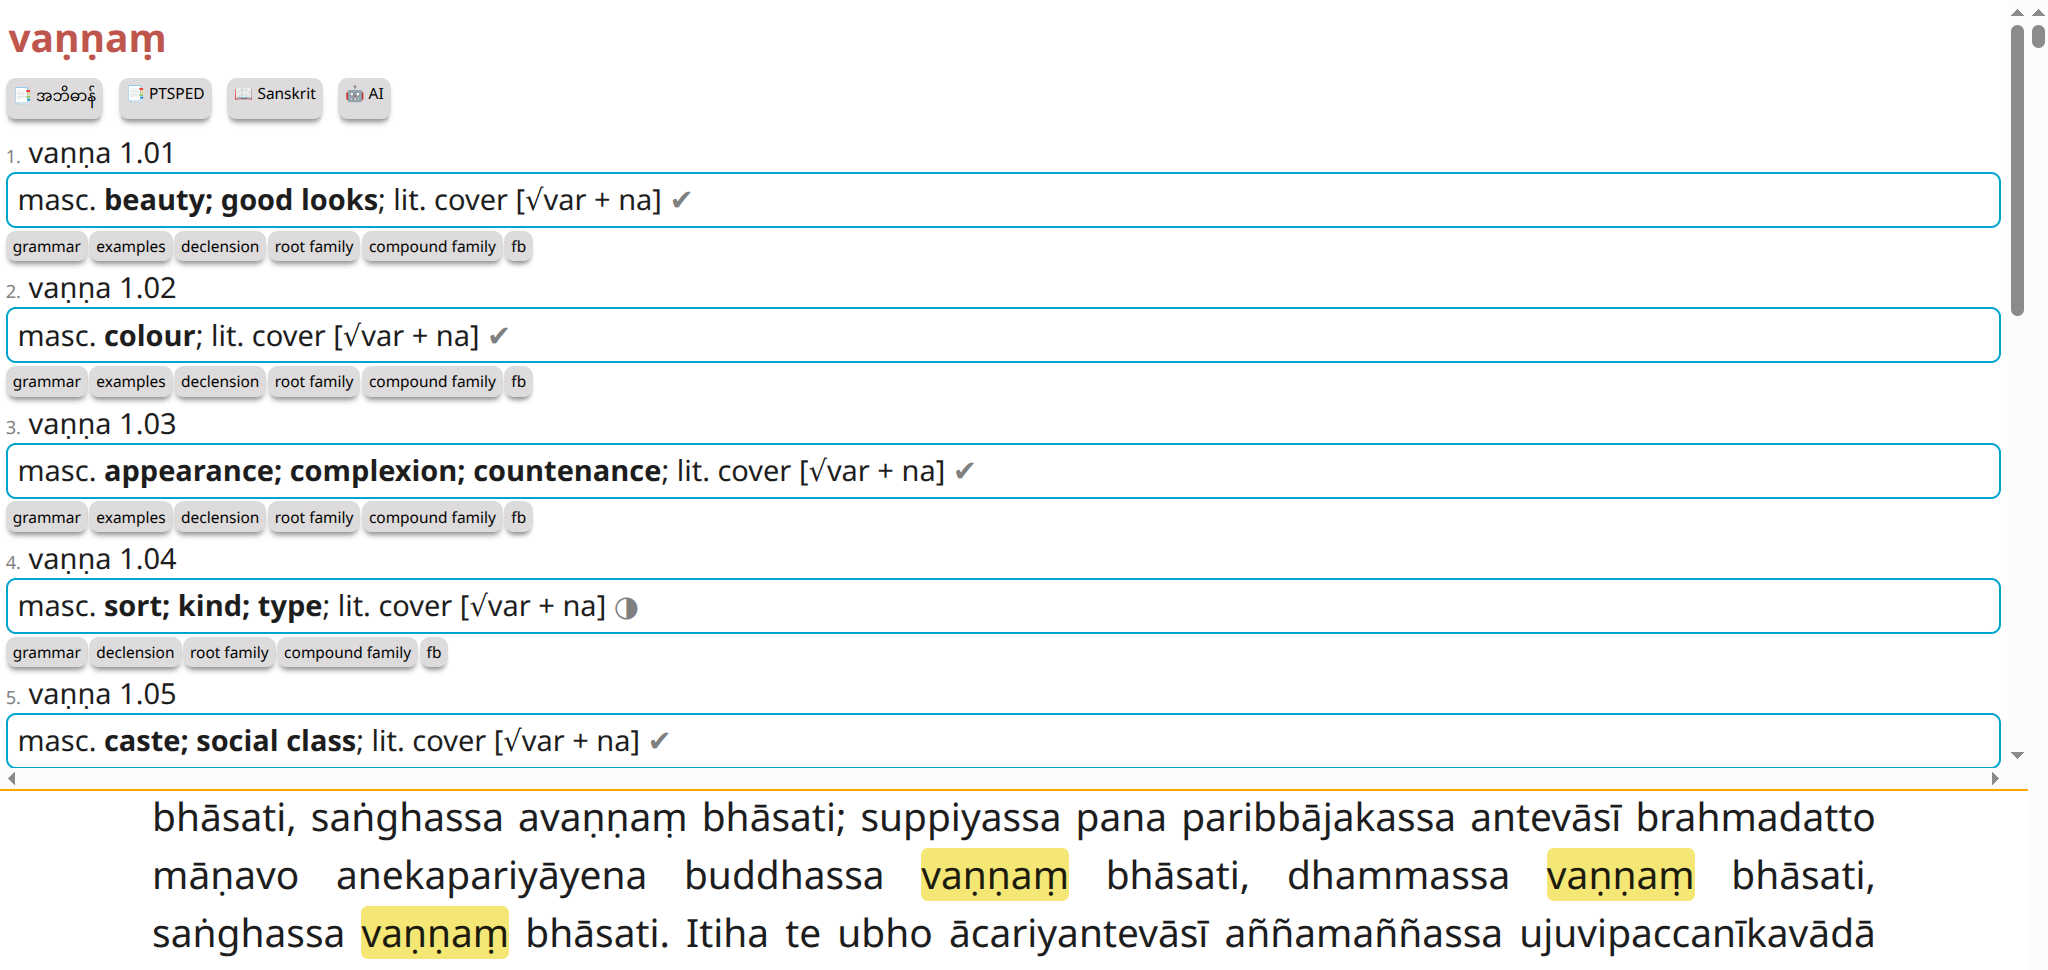 vaṇṇaṃ
အဘိဓာန် PTSPED Sanskrit AI
1. vaṇṇa 1.01
masc. beauty; good looks; lit. cover [√var + na] ✔
grammar examples declension root family compound family fb
2. vaṇṇa 1.02
masc. colour; lit. cover [√var + na] ✔
grammar examples declension root family compound family fb
3. vaṇṇa 1.03
masc. appearance; complexion; countenance; lit. cover [√var + na] ✔
grammar examples declension root family compound family fb
4. vaṇṇa 1.04
masc. sort; kind; type; lit. cover [√var + na] ◑
grammar declension root family compound family fb
5. vaṇṇa 1.05
masc. caste; social class; lit. cover [√var + na] ✔
bhāsati, saṅghassa avaṇṇaṃ bhāsati; suppiyassa pana paribbājakassa antevāsī brahmadatto
māṇavo anekapariyāyena buddhassa vaṇṇaṃ bhāsati, dhammassa vaṇṇaṃ bhāsati,
saṅghassa vaṇṇaṃ bhāsati. Itiha te ubho ācariyantevāsī aññamaññassa ujuvipaccanīkavādā